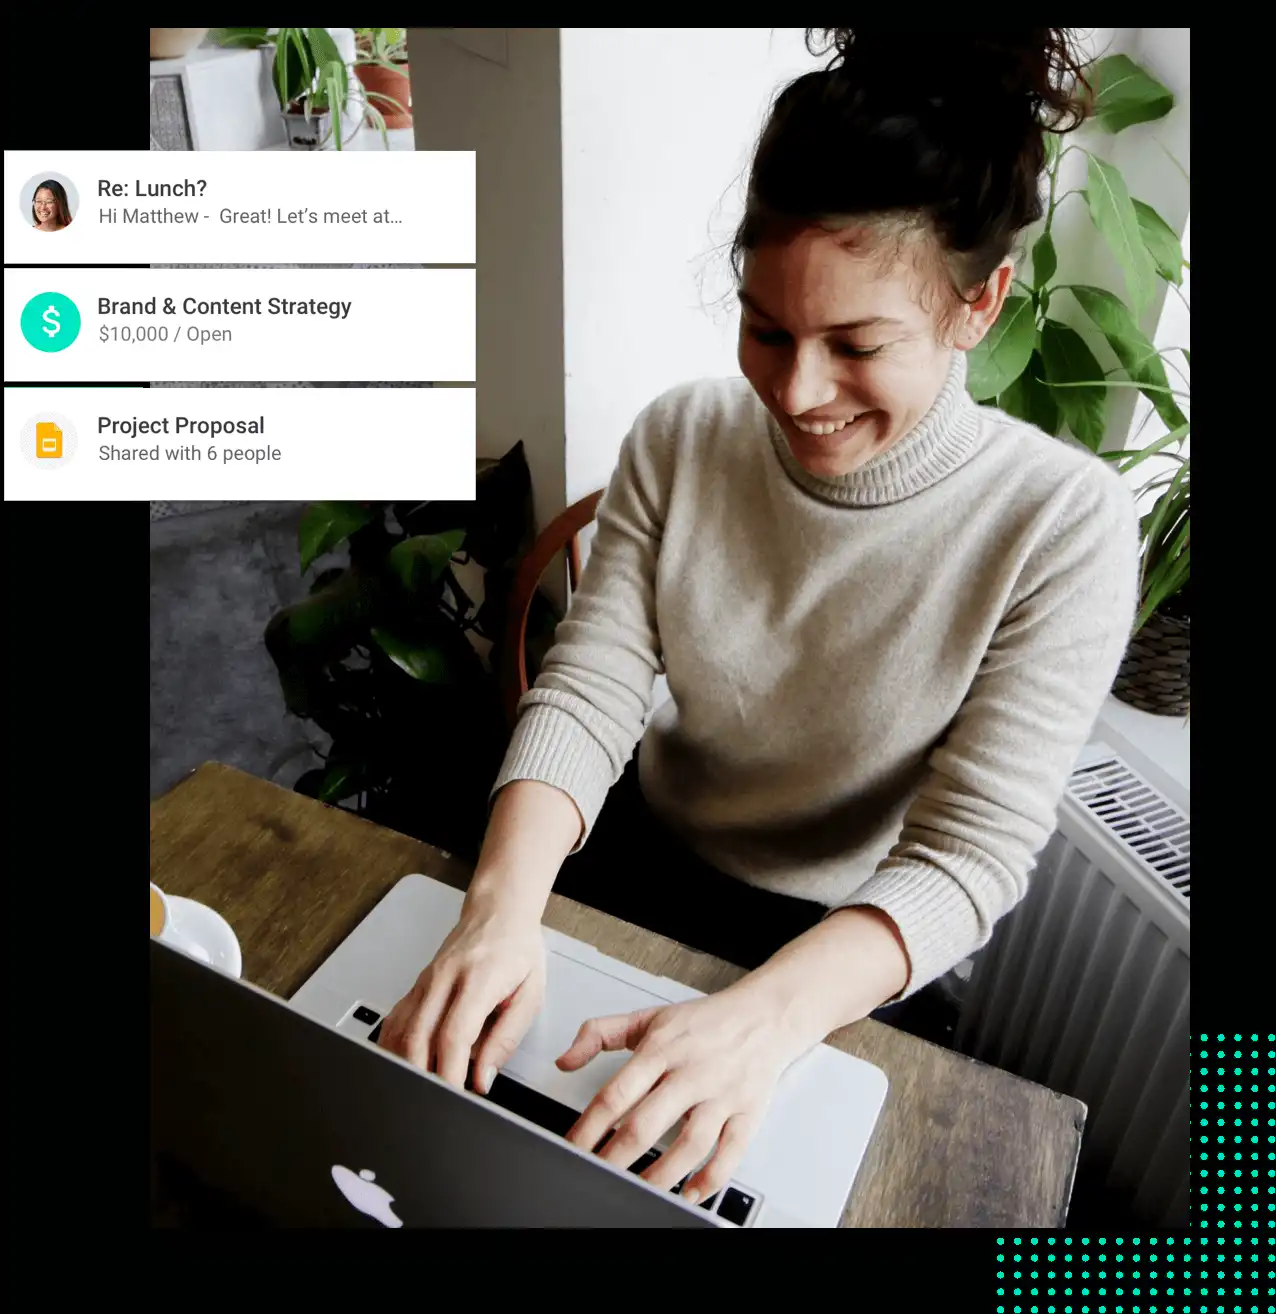 Re: Lunch?
Hi Matthew - Great! Let’s meet at...
Brand & Content Strategy
$10,000 / Open
Project Proposal
Shared with 6 people